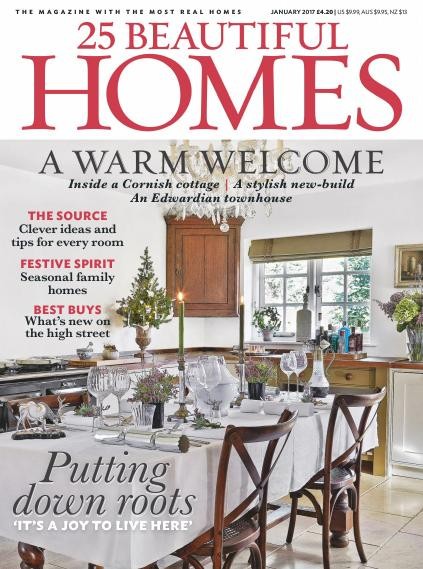 THE MAGAZINE WITH THE MOST REAL HOMES
JANUARY 2017 £4.20 | US $9.99, AUS $9.95, NZ $13
25 BEAUTIFUL
HOMES
A WARM WELCOME
Inside a Cornish cottage | A stylish new-build
An Edwardian townhouse
THE SOURCE
Clever ideas and
tips for every room
FESTIVE SPIRIT
Seasonal family
homes
BEST BUYS
What's new on
the high street
Putting
down roots
'IT'S A JOY TO LIVE HERE'